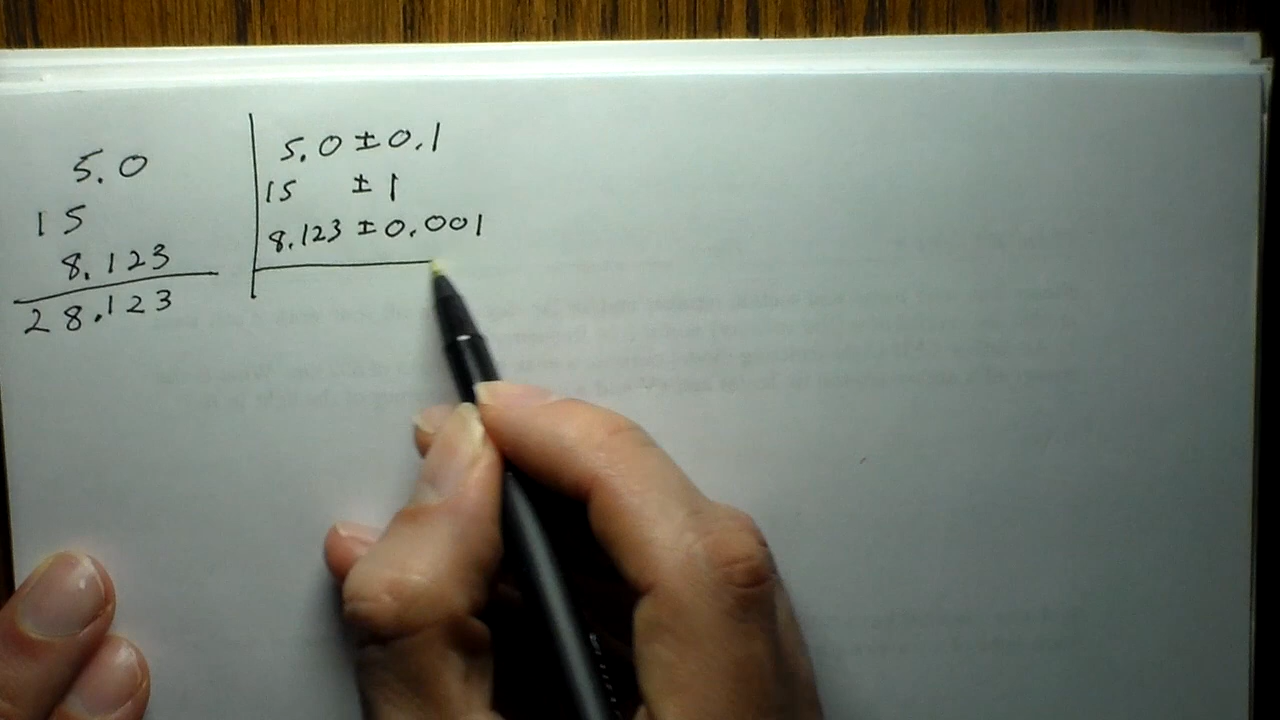 5.0
15
8.123
28.123
5.0 ± 0.1
15 ± 1
8.123 ± 0.001